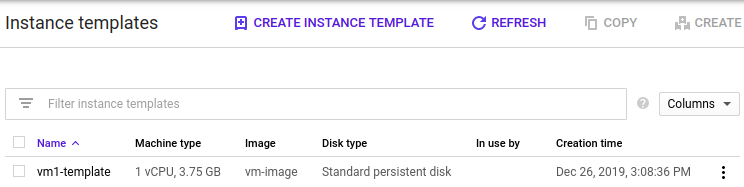 Instance templates
CREATE INSTANCE TEMPLATE
REFRESH
COPY
CREATE
Filter instance templates
?
Columns
Name Machine type Image Disk type In use by Creation time
vm1-template 1 vCPU, 3.75 GB vm-image Standard persistent disk Dec 26, 2019, 3:08:36 PM